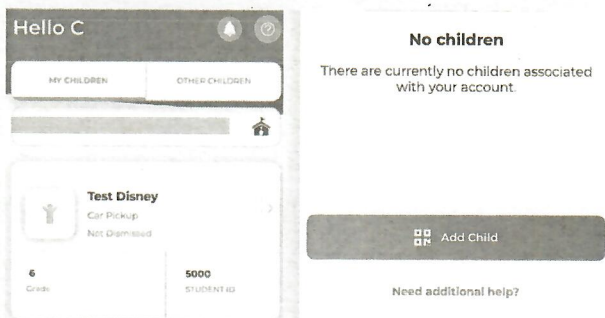 Hello C
MY CHILDREN
OTHER CHILDREN
Test Disney
Car Pickup
Not Dismissed
6
Grade
5000
STUDENT ID
No children
There are currently no children associated
with your account.
Add Child
Need additional help?